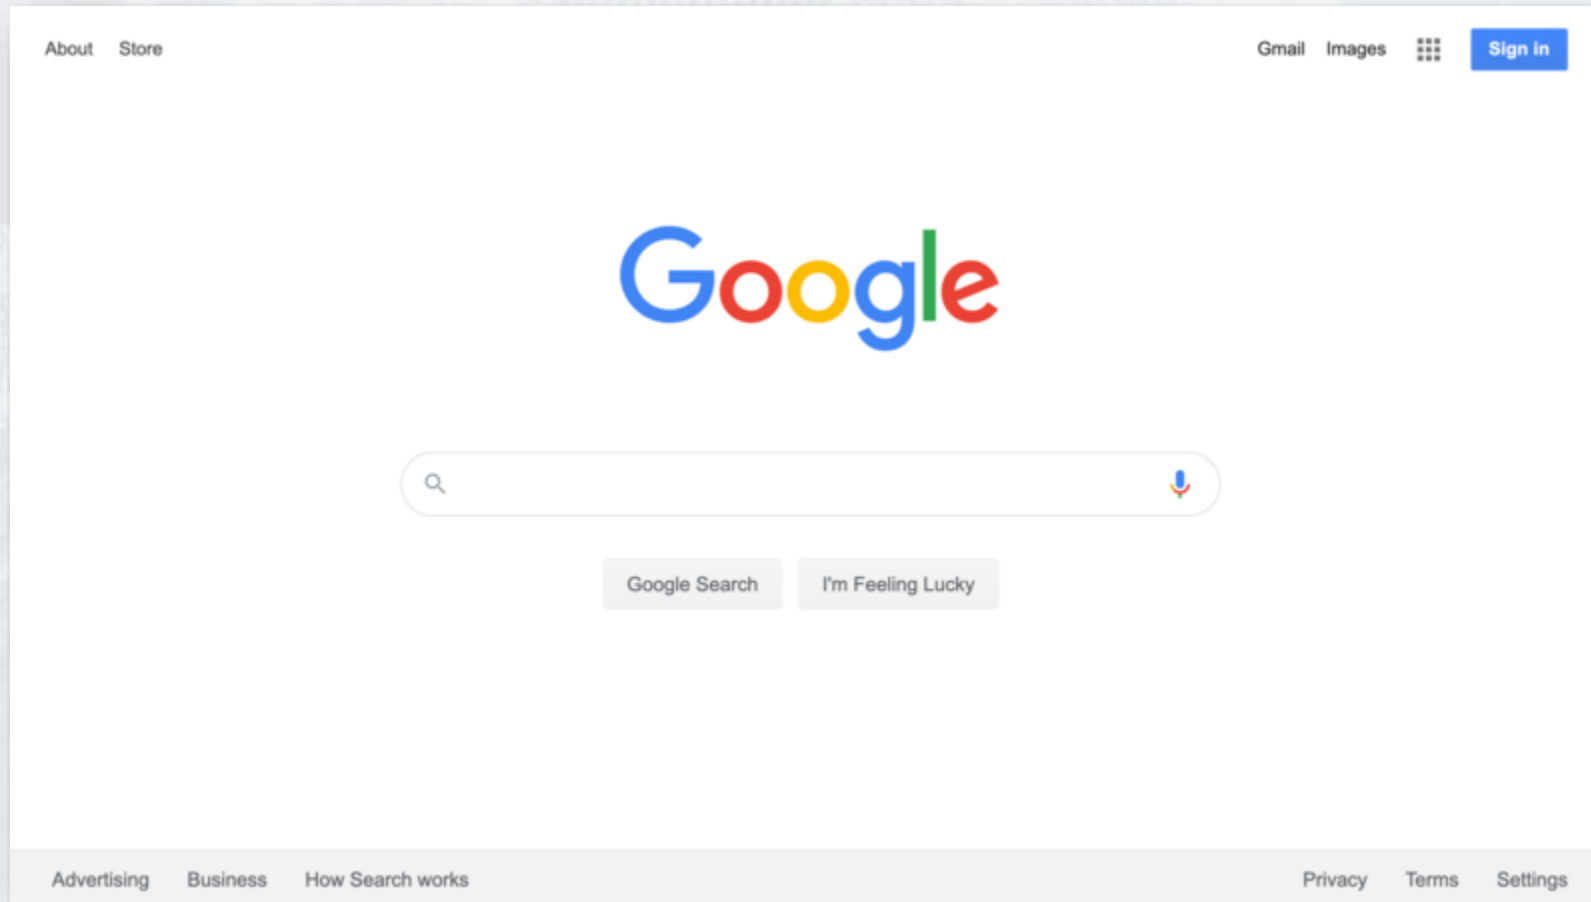 About Store Gmail Images Sign in
Google
Google Search I'm Feeling Lucky
Advertising Business How Search works Privacy Terms Settings